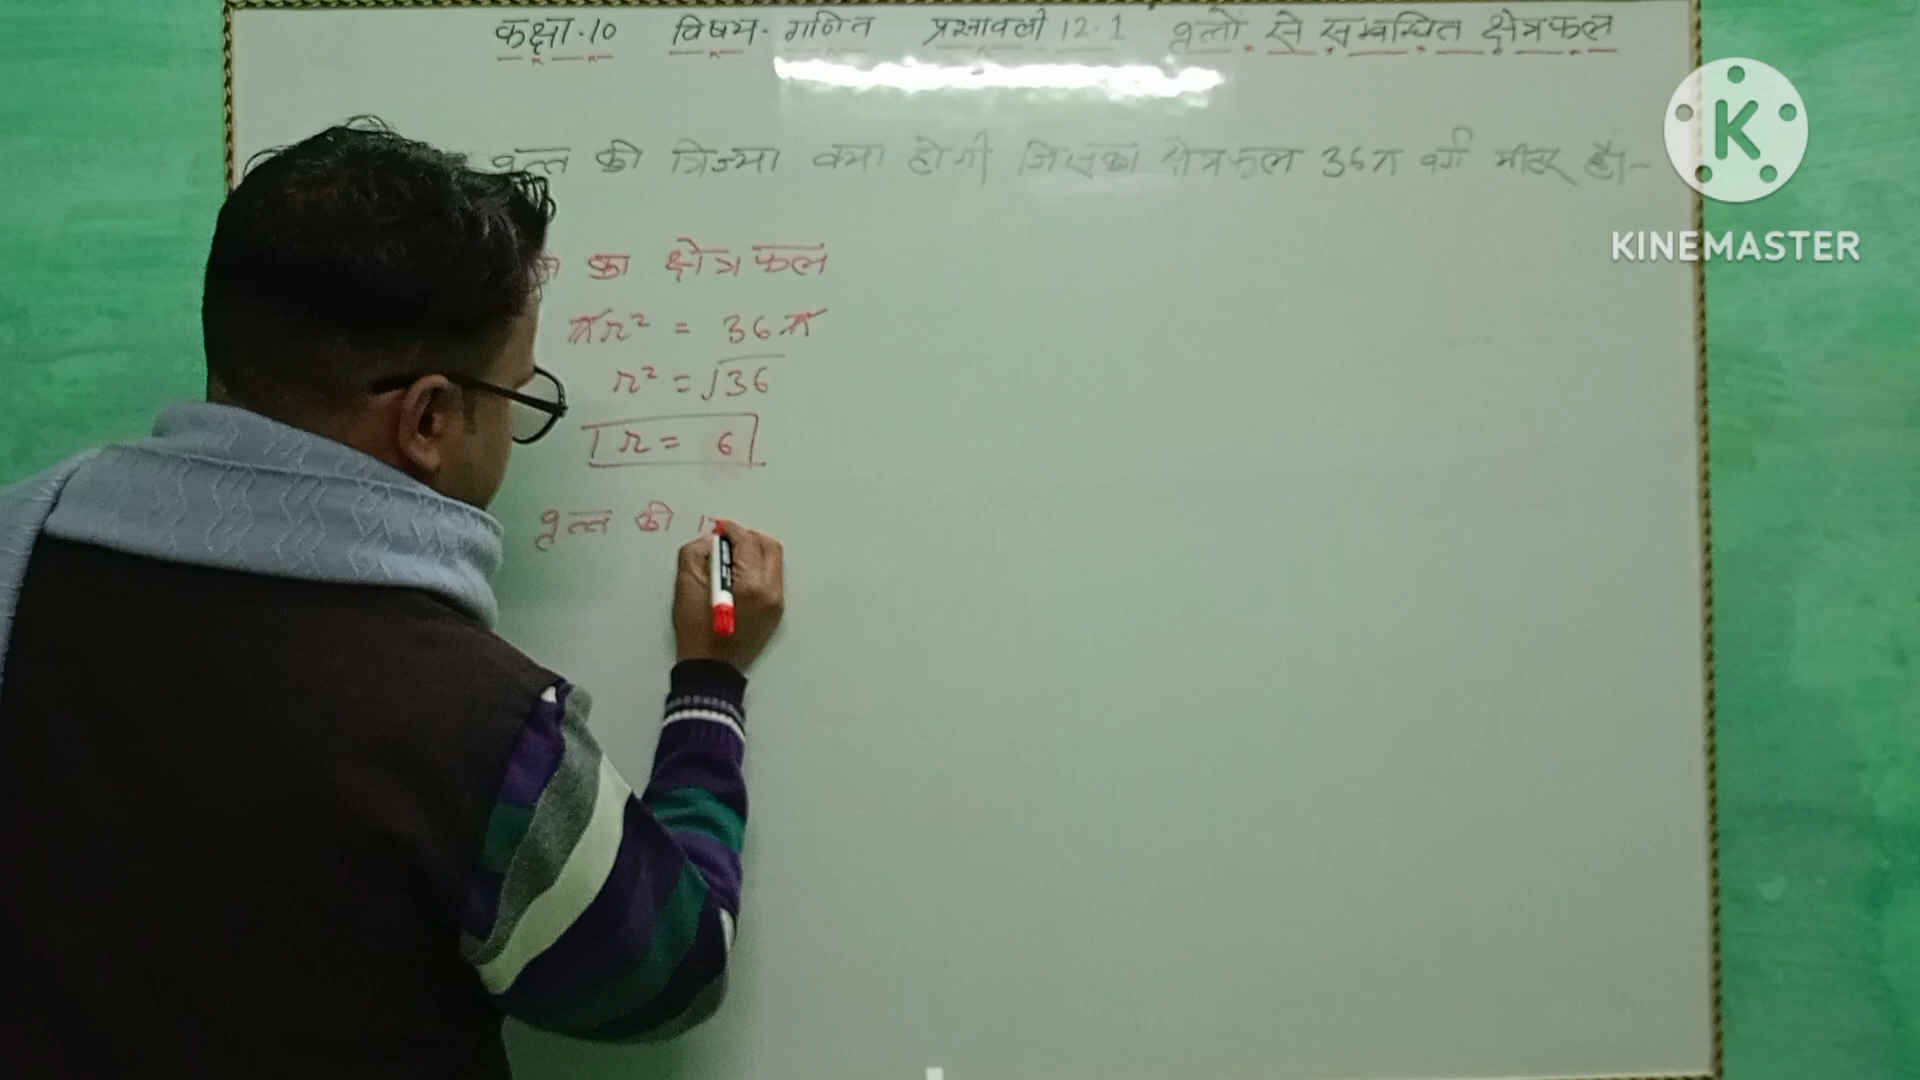 कक्षा-10 विषय- गणित प्रश्नावली 12.1 वृत्तों से सम्बन्धित क्षेत्रफल
वृत्त की त्रिज्या क्या होगी जिसका क्षेत्रफल 36π वर्ग मीटर है।-
का क्षेत्रफल
πr² = 36π
r² = √36
r = 6
वृत्त की
K
KINEMASTER